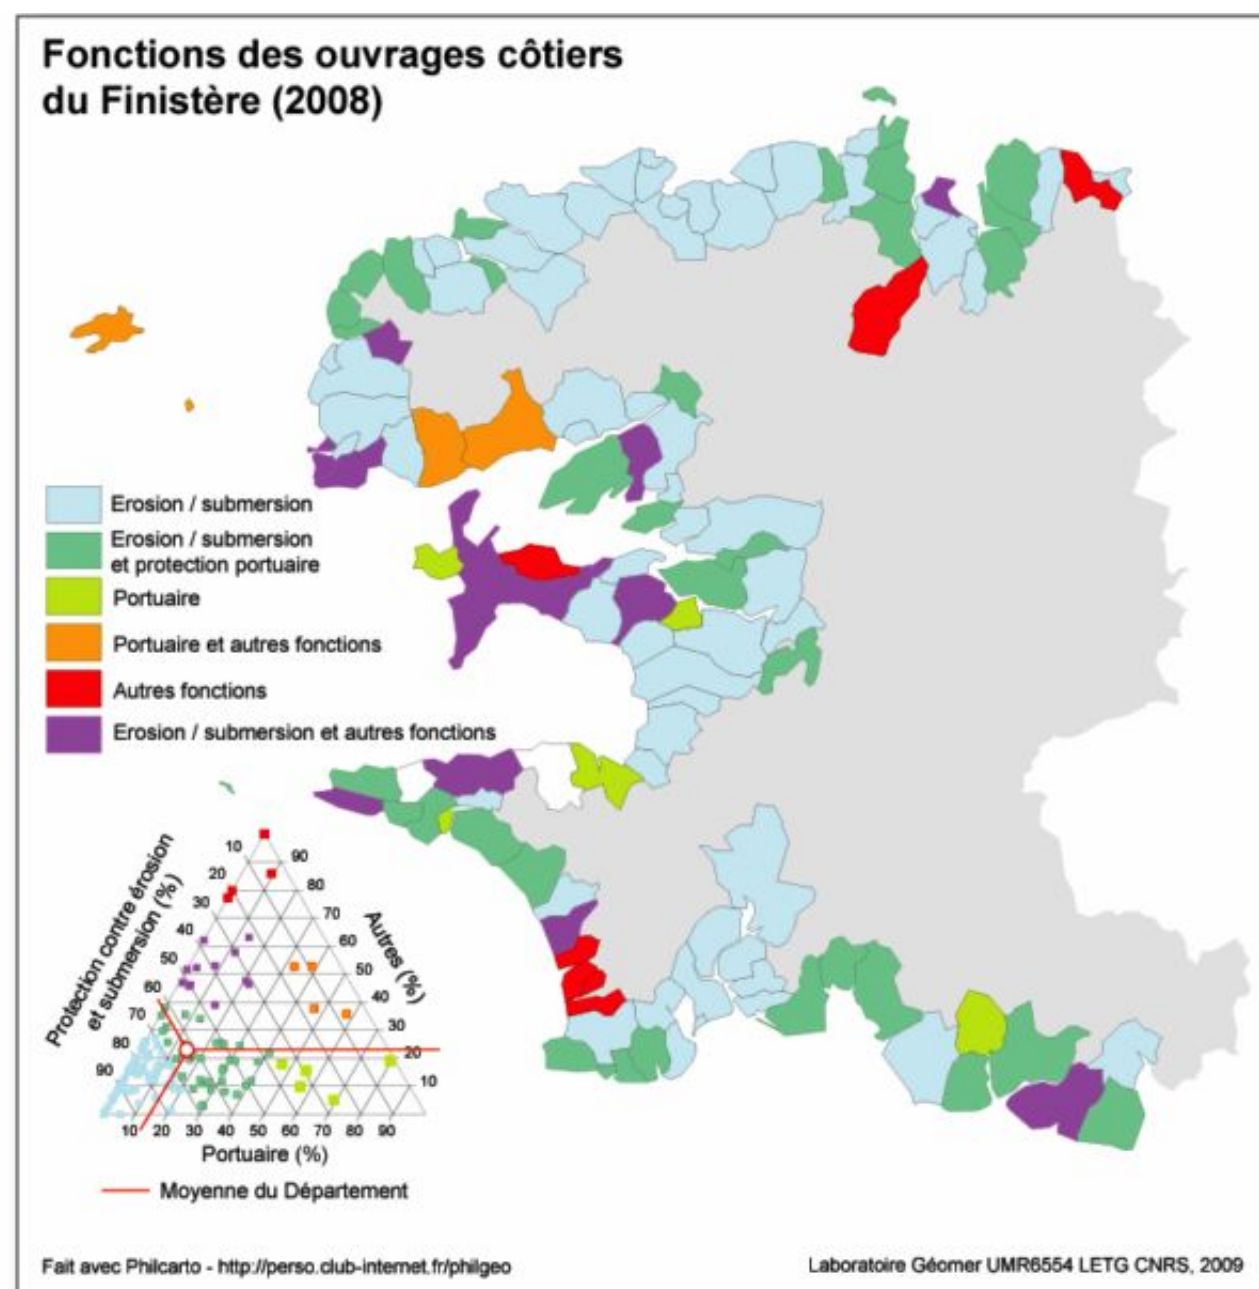 Fonctions des ouvrages côtiers
du Finistère (2008)
Erosion / submersion
Erosion / submersion
et protection portuaire
Portuaire
Portuaire et autres fonctions
Autres fonctions
Erosion / submersion et autres fonctions
Protection contre érosion
et submersion (%)
10
20
30
40
50
60
70
80
90
Autres (%)
90
80
70
60
50
40
30
20
10
10 20 30 40 50 60 70 80 90
Portuaire (%)
Moyenne du Département
Fait avec Philcarto - http://perso.club-internet.fr/philgeo
Laboratoire Géomer UMR6554 LETG CNRS, 2009